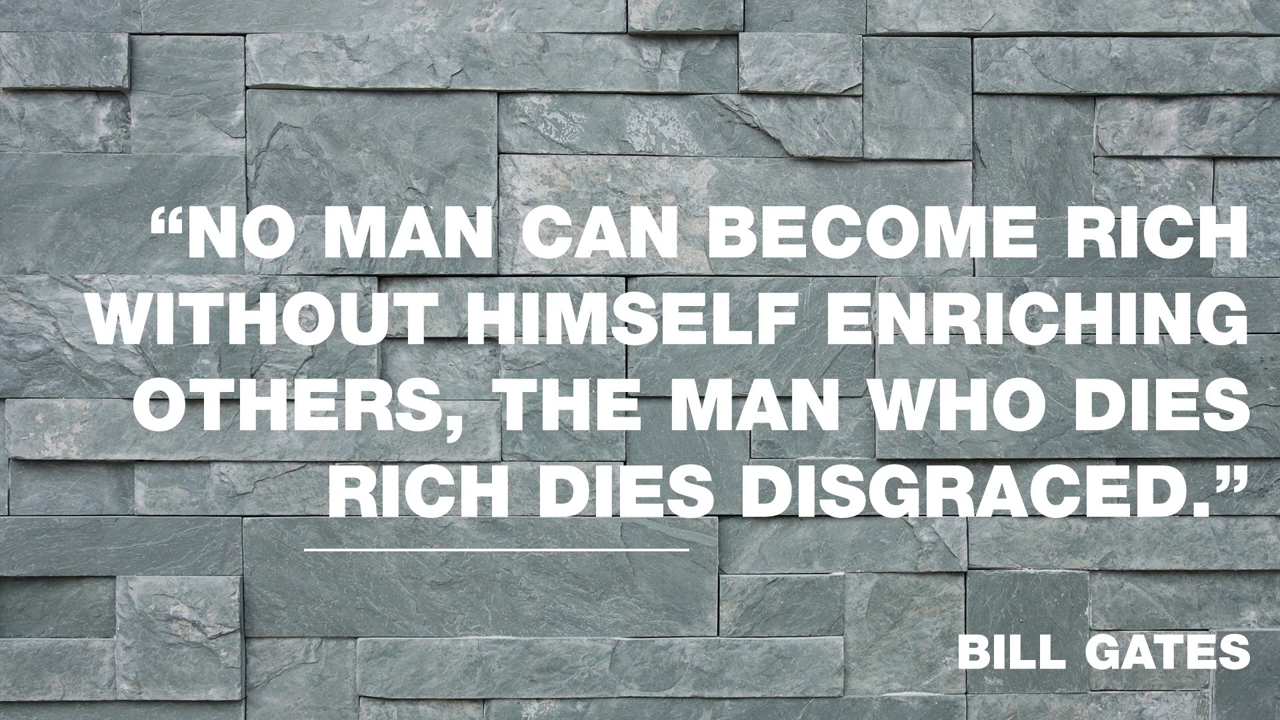 “NO MAN CAN BECOME RICH
WITHOUT HIMSELF ENRICHING
OTHERS, THE MAN WHO DIES
RICH DIES DISGRACED.”
BILL GATES